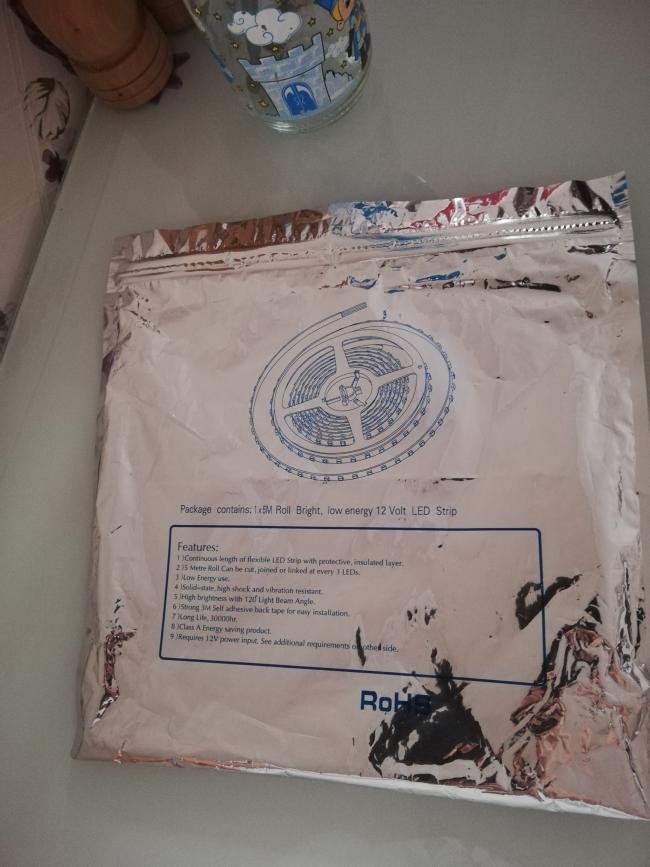 Package contains: 1x5M Roll Bright, low energy 12 Volt LED Strip
Features:
1 )Continuous length of flexible LED Strip with protective, insulated layer.
2 )5 Metre Roll Can be cut, joined or linked at every 3 LEDs.
3 )Low Energy use.
4 )Solid-state, high shock and vibration resistant.
5 )High brightness with 120° Light Beam Angle.
6 )Strong 3M Self adhesive back tape for easy installation.
7 )Long Life, 30000hr.
8 )Class A Energy saving product.
9 )Requires 12V power input. See additional requirements on other side.
RoHS